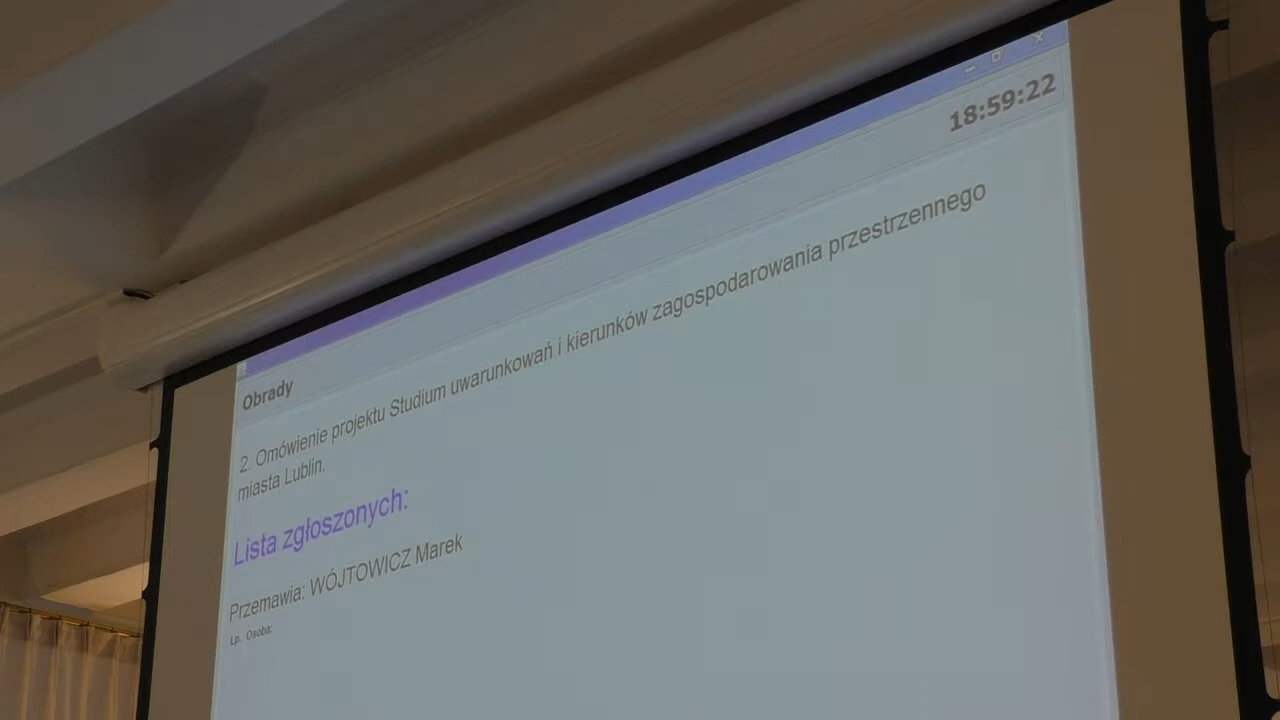 18:59:22
Obrady
2. Omówienie projektu Studium uwarunkowań i kierunków zagospodarowania przestrzennego
miasta Lublin.
Lista zgłoszonych:
Przemawia: WÓJTOWICZ Marek
Lp. Osoba: